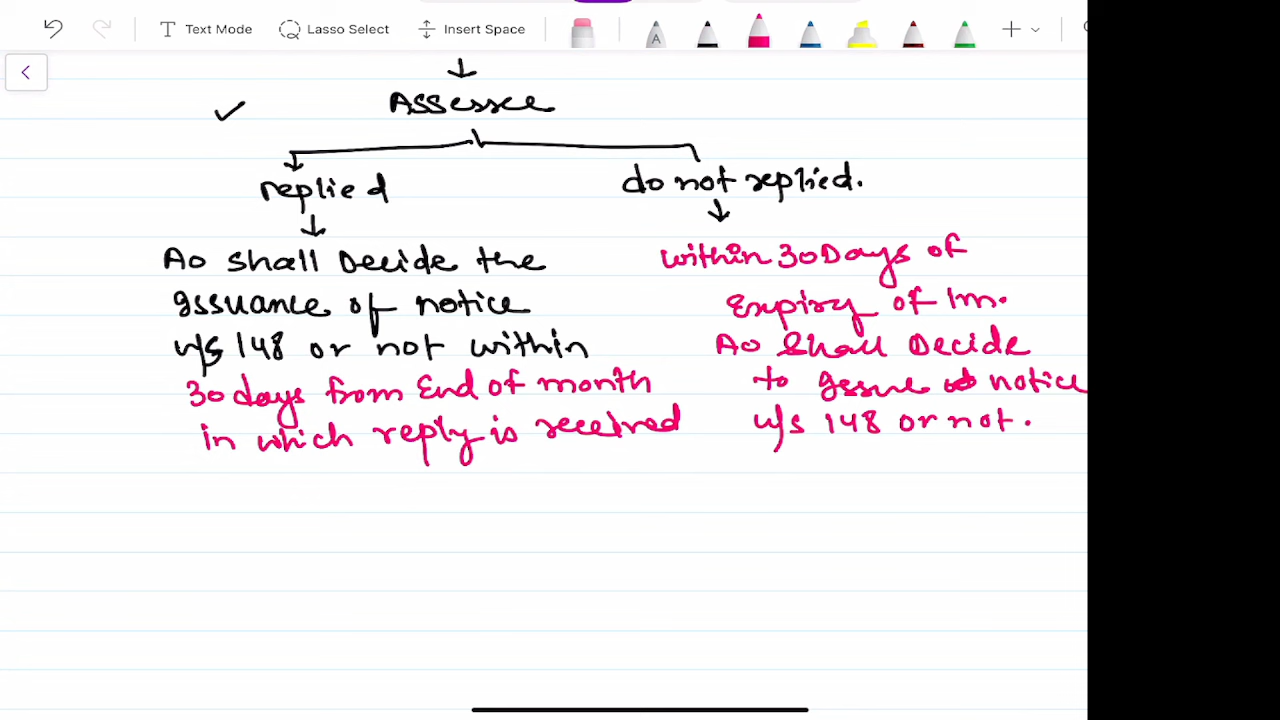 Text Mode Lasso Select Insert Space
A
Assessee
replied
do not replied.
AO shall Decide the
issuance of notice
u/s 148 or not within
30 days from End of month
in which reply is received
within 30 Days of
Expiry of 1m.
AO shall Decide
to issue notice
u/s 148 or not.